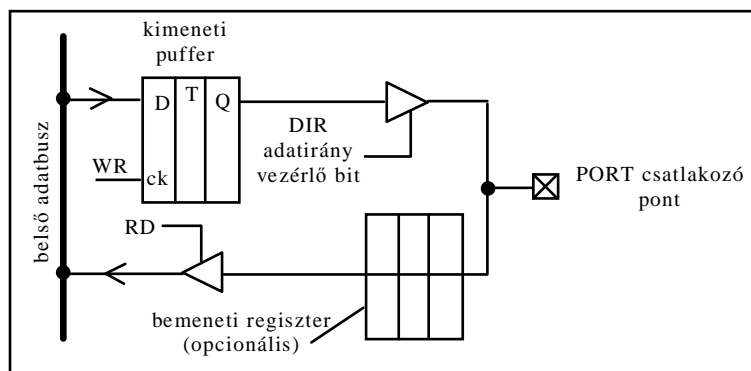 kimeneti
puffer
D T Q
WR
ck
DIR
adatirány
vezérlő bit
PORT csatlakozó
pont
belső adatbusz
RD
bemeneti regiszter
(opcionális)